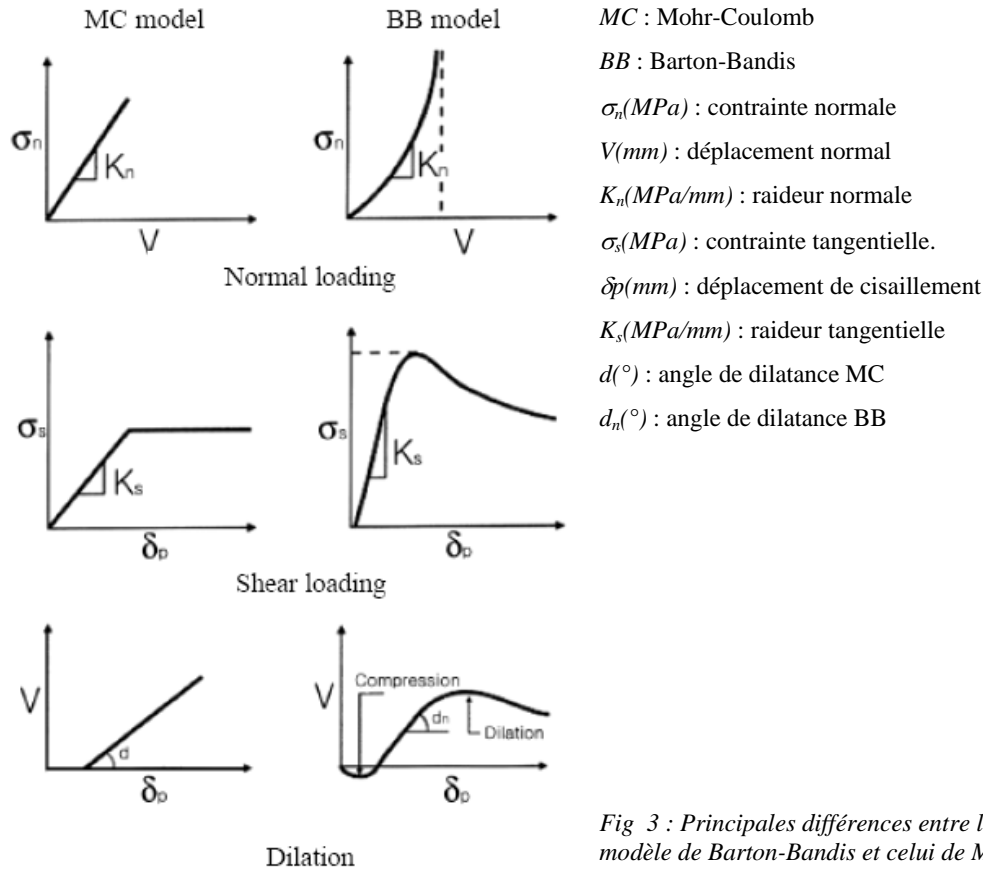 MC model
BB model
σn
Kn
V
σn
Kn
V
Normal loading
σs
Ks
δp
σs
Ks
δp
Shear loading
V
d
δp
V
Compression
dn
Dilation
δp
Dilation
MC : Mohr-Coulomb
BB : Barton-Bandis
σn(MPa) : contrainte normale
V(mm) : déplacement normal
Kn(MPa/mm) : raideur normale
σs(MPa) : contrainte tangentielle.
δp(mm) : déplacement de cisaillement
Ks(MPa/mm) : raideur tangentielle
d(°) : angle de dilatance MC
dn(°) : angle de dilatance BB
Fig 3 : Principales différences entre
modèle de Barton-Bandis et celui de